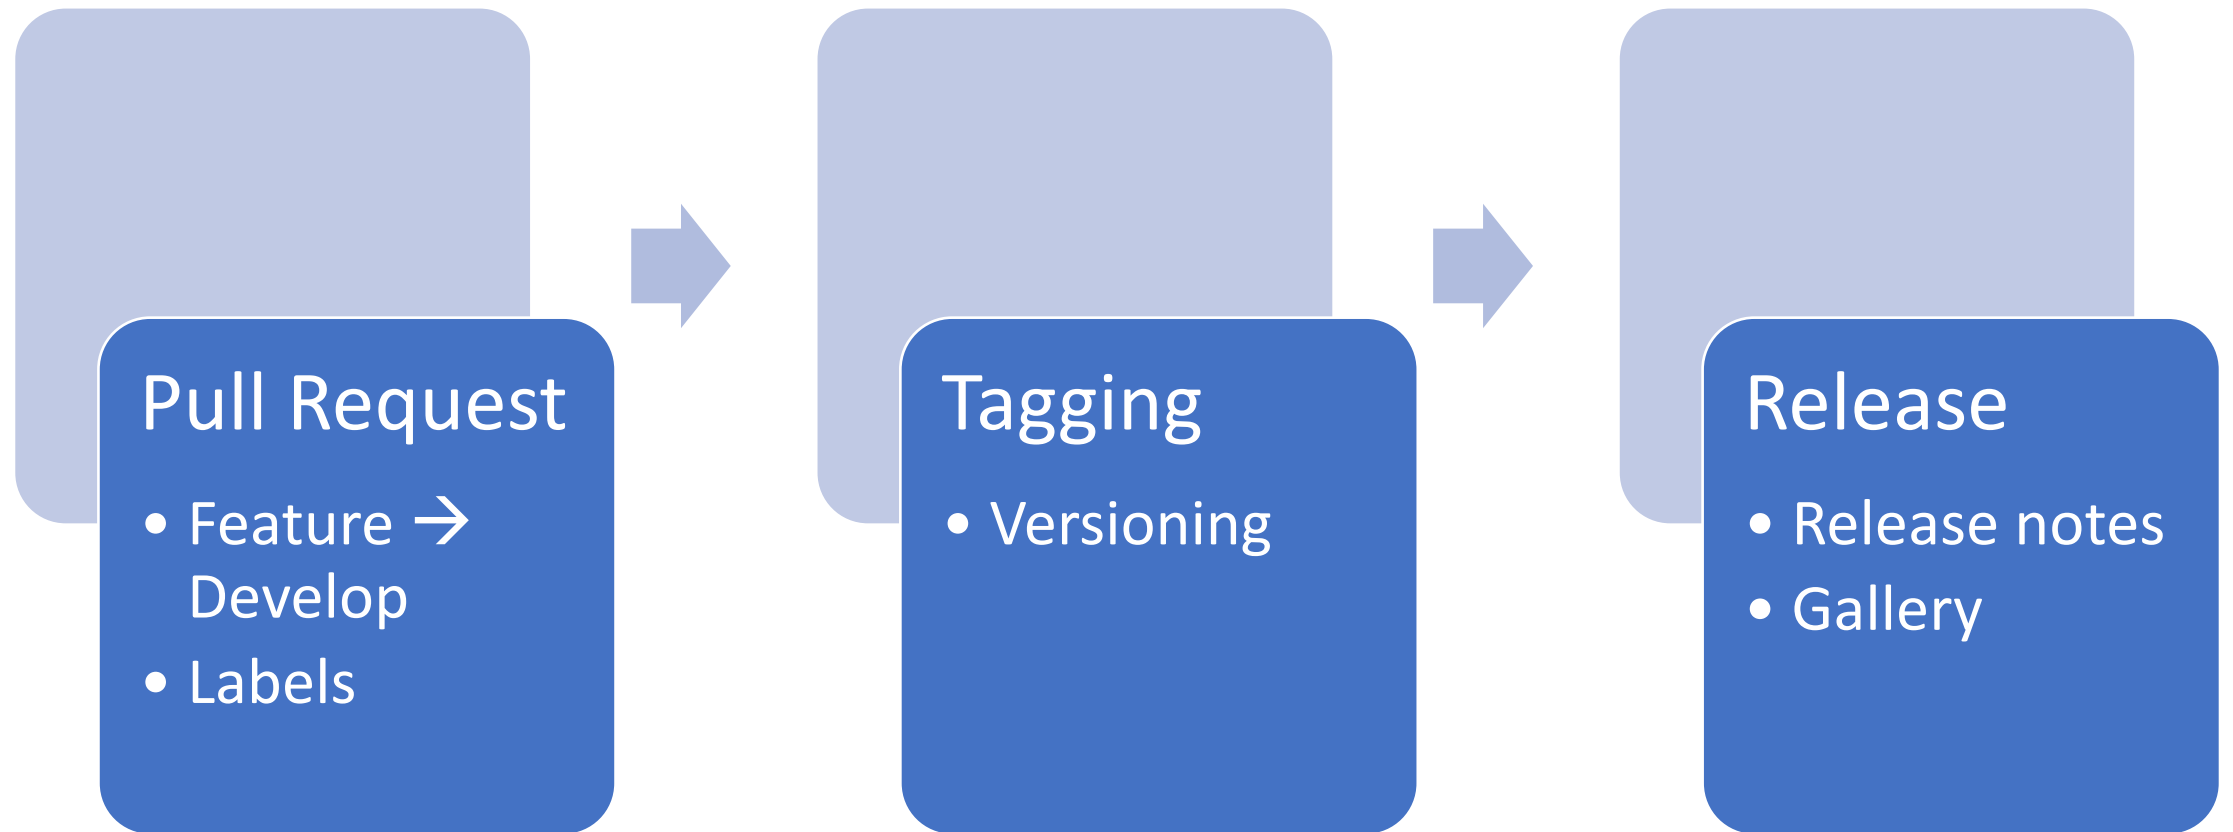 Pull Request
• Feature →
Develop
• Labels
Tagging
• Versioning
Release
• Release notes
• Gallery